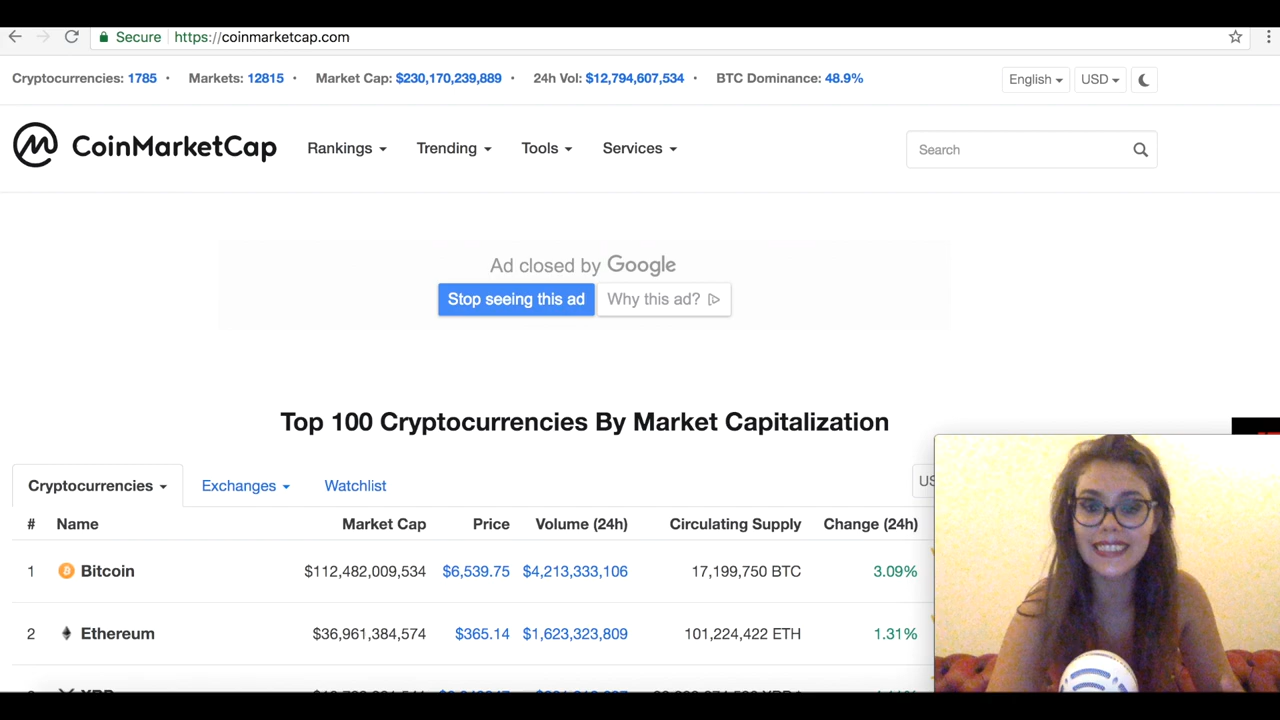 Secure https://coinmarketcap.com
Cryptocurrencies: 1785 • Markets: 12815 • Market Cap: $230,170,239,889 • 24h Vol: $12,794,607,534 • BTC Dominance: 48.9% English USD
CoinMarketCap Rankings Trending Tools Services Search
Ad closed by Google
Stop seeing this ad Why this ad?
Top 100 Cryptocurrencies By Market Capitalization
Cryptocurrencies Exchanges Watchlist
# Name Market Cap Price Volume (24h) Circulating Supply Change (24h)
1 Bitcoin $112,482,009,534 $6,539.75 $4,213,333,106 17,199,750 BTC 3.09%
2 Ethereum $36,961,384,574 $365.14 $1,623,323,809 101,224,422 ETH 1.31%